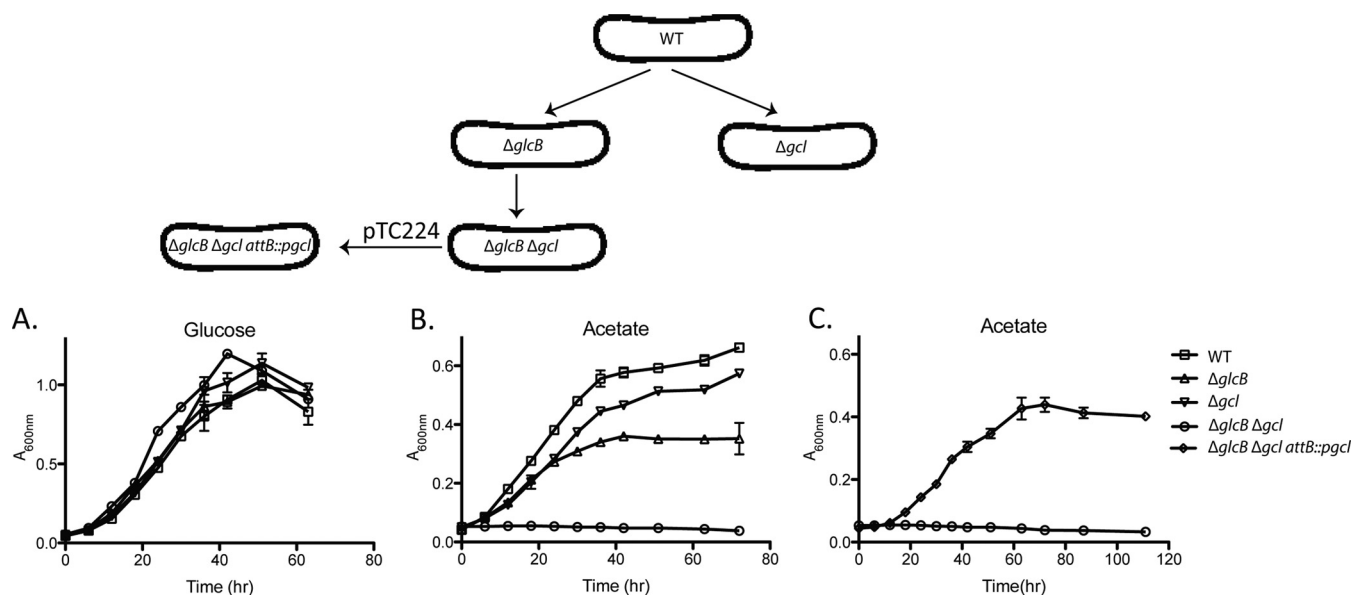 WT
ΔglcB
Δgcl
pTC224
ΔglcB Δgcl attB::pgcl
ΔglcB Δgcl
A.
Glucose
A600nm
1.0
0.5
0.0
0 20 40 60 80
Time (hr)
B.
Acetate
A600nm
0.6
0.4
0.2
0.0
0 20 40 60 80
Time (hr)
C.
Acetate
A600nm
0.6
0.4
0.2
0.0
0 20 40 60 80 100 120
Time(hr)
WT
ΔglcB
Δgcl
ΔglcB Δgcl
ΔglcB Δgcl attB::pgcl